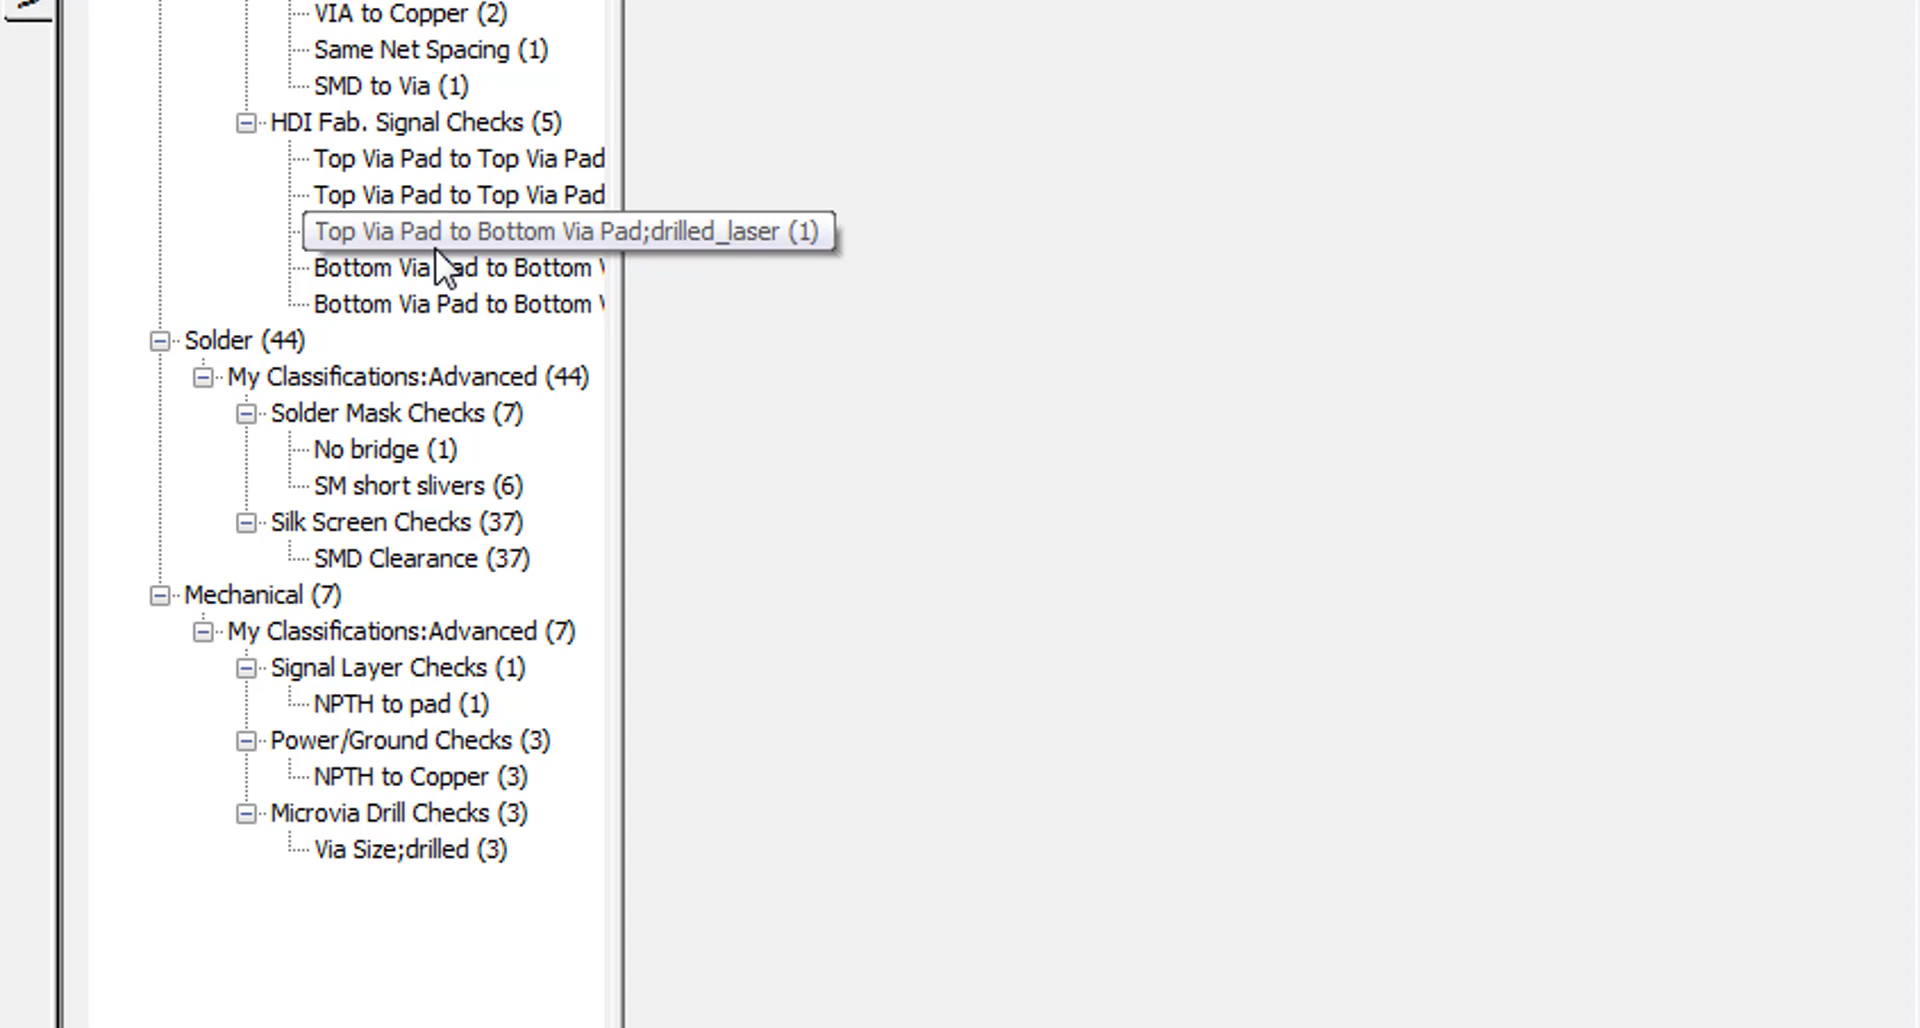 VIA to Copper (2)
Same Net Spacing (1)
SMD to Via (1)
HDI Fab. Signal Checks (5)
Top Via Pad to Top Via Pad
Top Via Pad to Top Via Pad
Top Via Pad to Bottom Via Pad;drilled_laser (1)
Bottom Via Pad to Bottom
Bottom Via Pad to Bottom
Solder (44)
My Classifications:Advanced (44)
Solder Mask Checks (7)
No bridge (1)
SM short slivers (6)
Silk Screen Checks (37)
SMD Clearance (37)
Mechanical (7)
My Classifications:Advanced (7)
Signal Layer Checks (1)
NPTH to pad (1)
Power/Ground Checks (3)
NPTH to Copper (3)
Microvia Drill Checks (3)
Via Size;drilled (3)